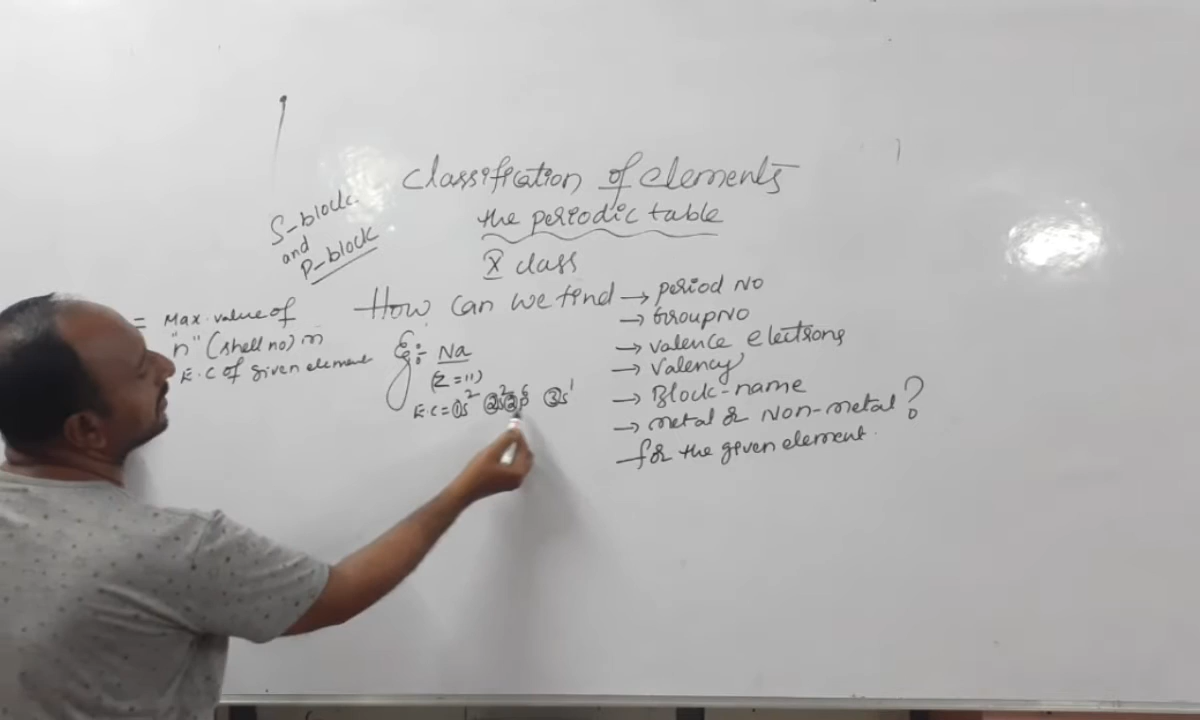 Classification of elements
the periodic table
X class
S-block
and
P-block
How can we find → period No
→ Group No
→ valence electrons
→ Valency
→ Block-name
→ metal or Non-metal?
for the given element.
= Max. value of
"n" (shell no) in
E.C of given element
Eg:- Na
(Z = 11)
E.C = 1s² 2s² 2p⁶ 3s¹